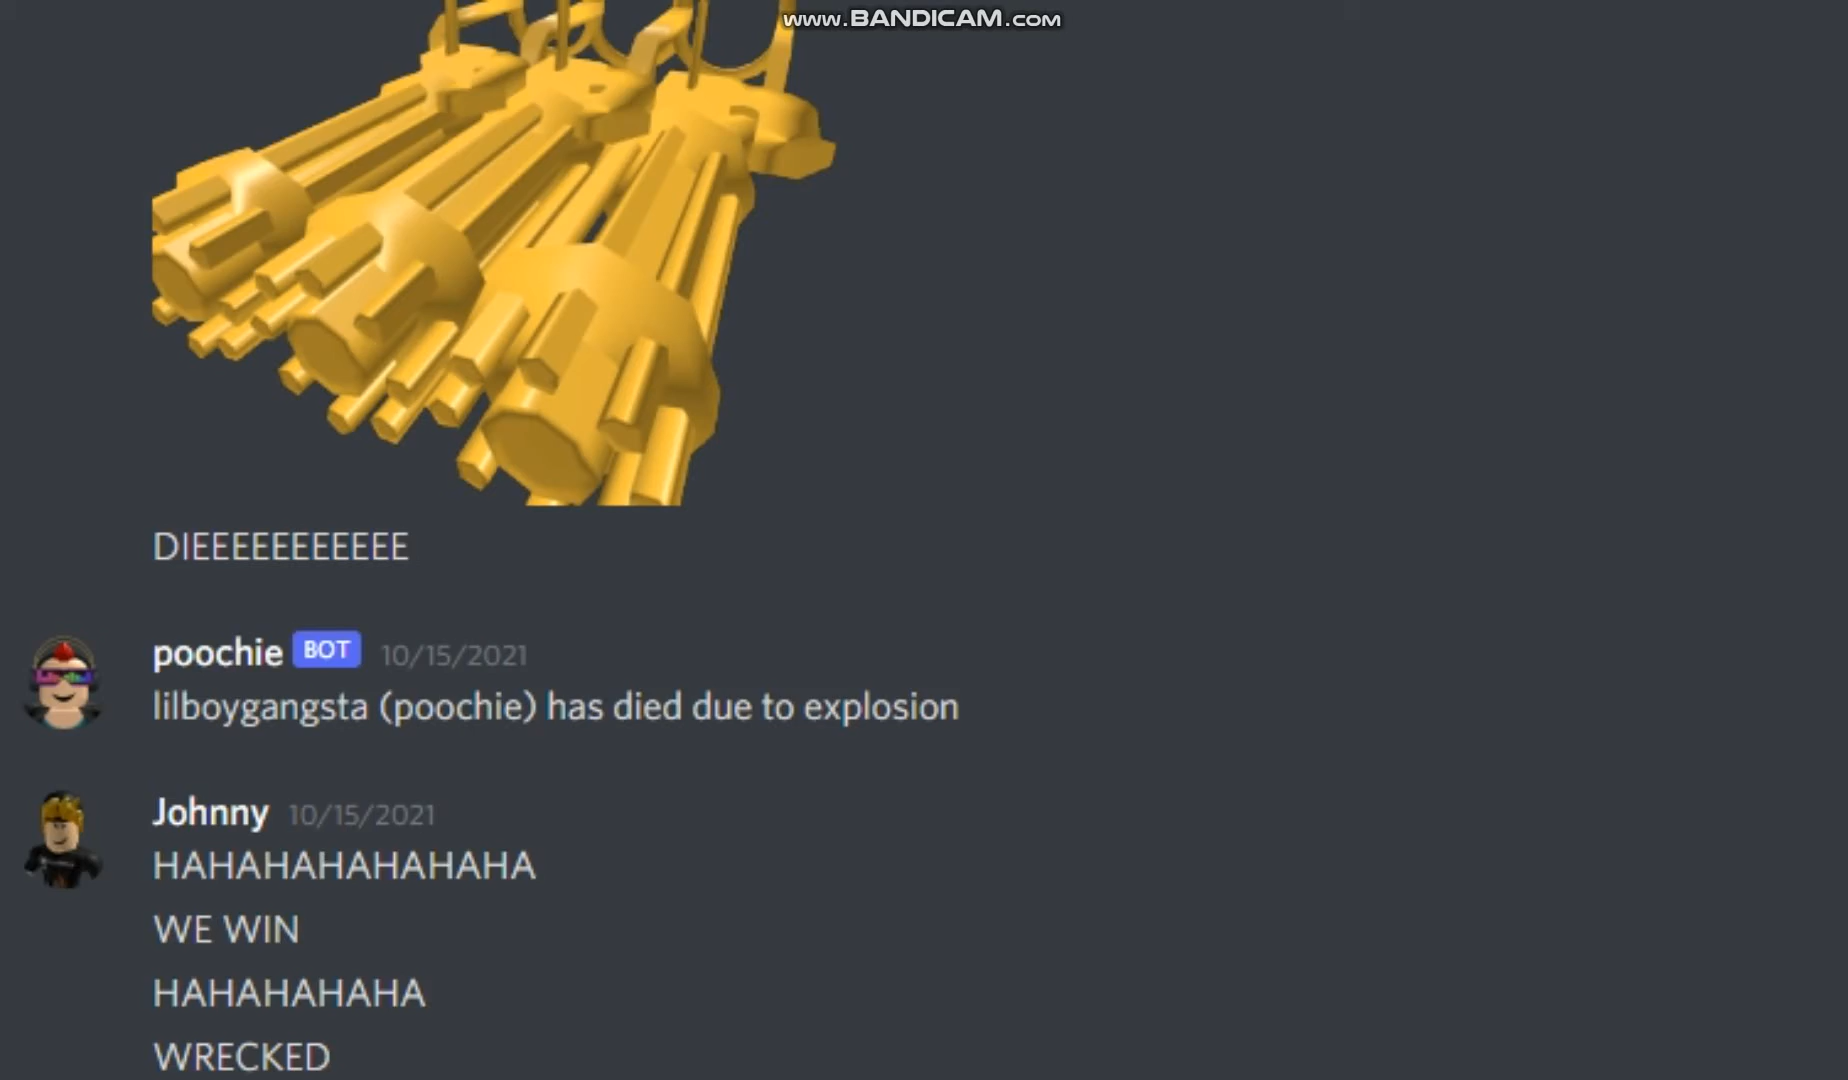 www.BANDICAM.com
DIEEEEEEEEEEE
poochie BOT 10/15/2021
lilboygangsta (poochie) has died due to explosion
Johnny 10/15/2021
HAHAHAHAHAHAHA
WE WIN
HAHAHAHAHA
WRECKED